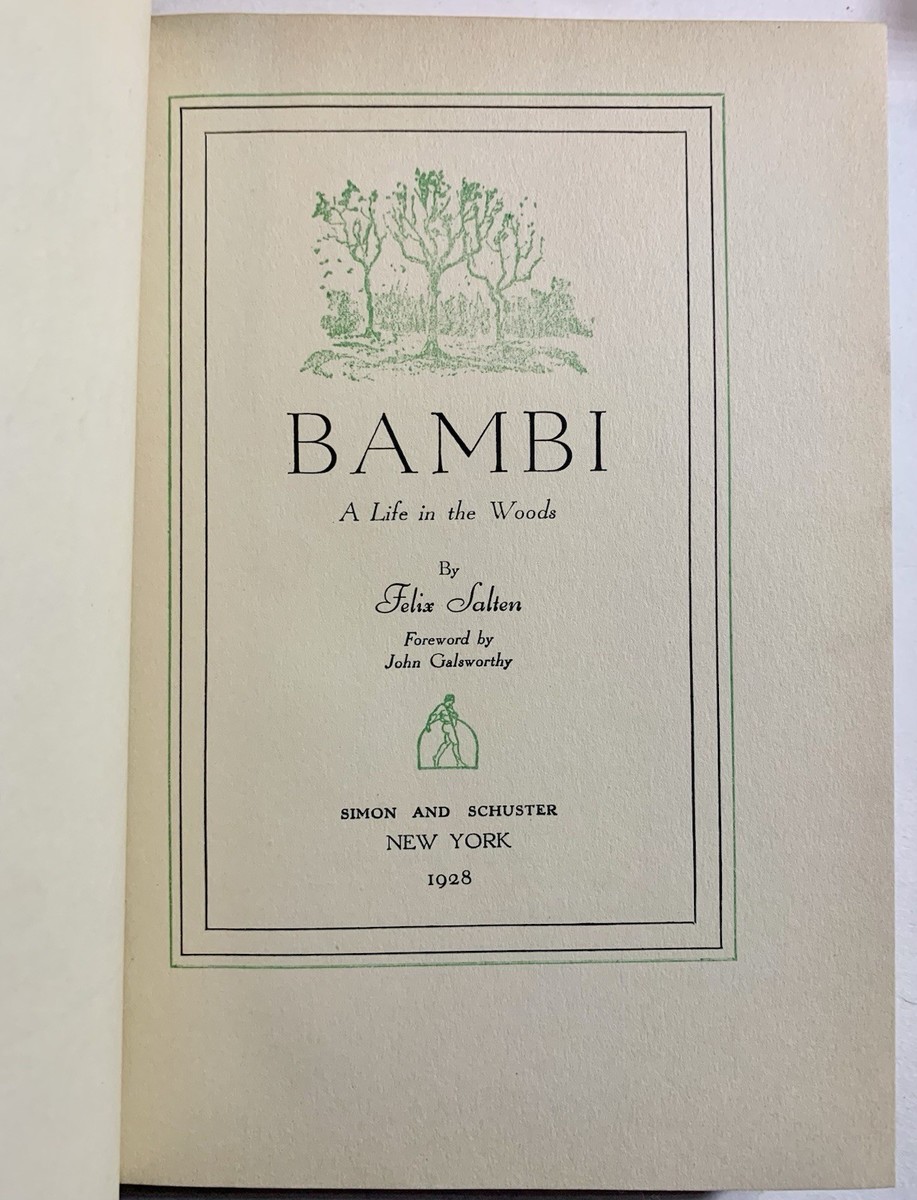 BAMBI
A Life in the Woods
By
Felix Salten
Foreword by
John Galsworthy
SIMON AND SCHUSTER
NEW YORK
1928